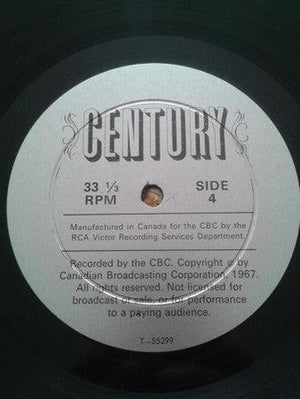 CENTURY
33 ⅓ SIDE
RPM 4
Manufactured in Canada for the CBC by the
RCA Victor Recording Services Department.
Recorded by the CBC. Copyright © by
Canadian Broadcasting Corporation, 1967.
All rights reserved. Not licensed for
broadcast or sale, or for performance
to a paying audience.
T-55299